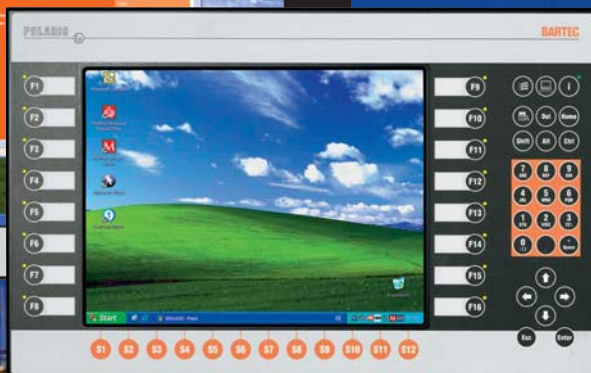 POLARIS
BARTEC
F1
F2
F3
F4
F5
F6
F7
F8
F9
F10
F11
F12
F13
F14
F15
F16
i
Del
Home
Shift
Alt
Ctrl
7
8
9
4
5
6
1
2
3
0
Space
Esc
Enter
Start
S1 S2 S3 S4 S5 S6 S7 S8 S9 S10 S11 S12